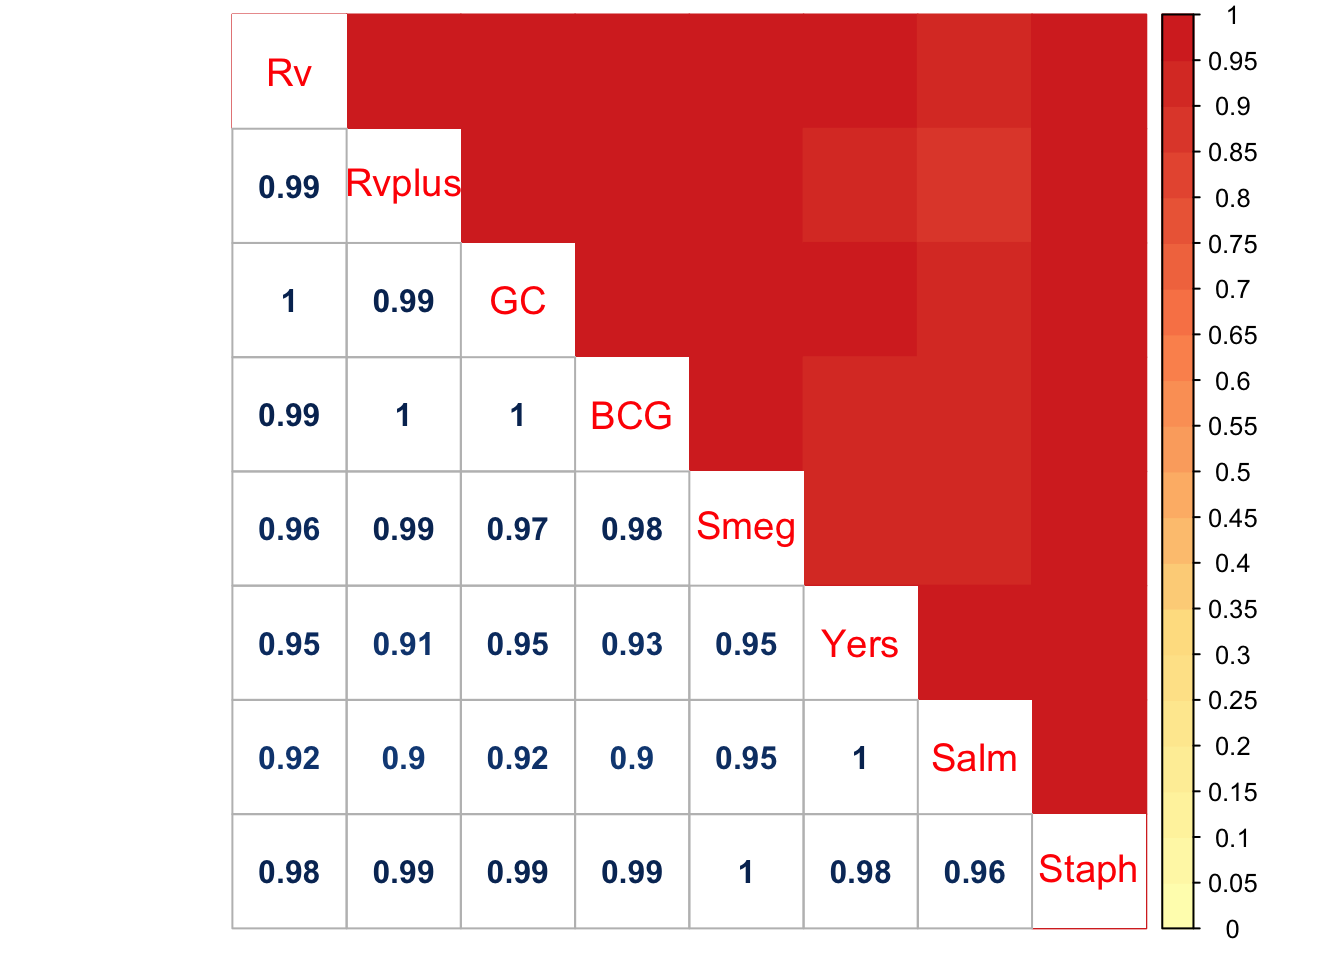 Rv
0.99 Rvplus
1 0.99 GC
0.99 1 1 BCG
0.96 0.99 0.97 0.98 Smeg
0.95 0.91 0.95 0.93 0.95 Yers
0.92 0.9 0.92 0.9 0.95 1 Salm
0.98 0.99 0.99 0.99 1 0.98 0.96 Staph
1
0.95
0.9
0.85
0.8
0.75
0.7
0.65
0.6
0.55
0.5
0.45
0.4
0.35
0.3
0.25
0.2
0.15
0.1
0.05
0